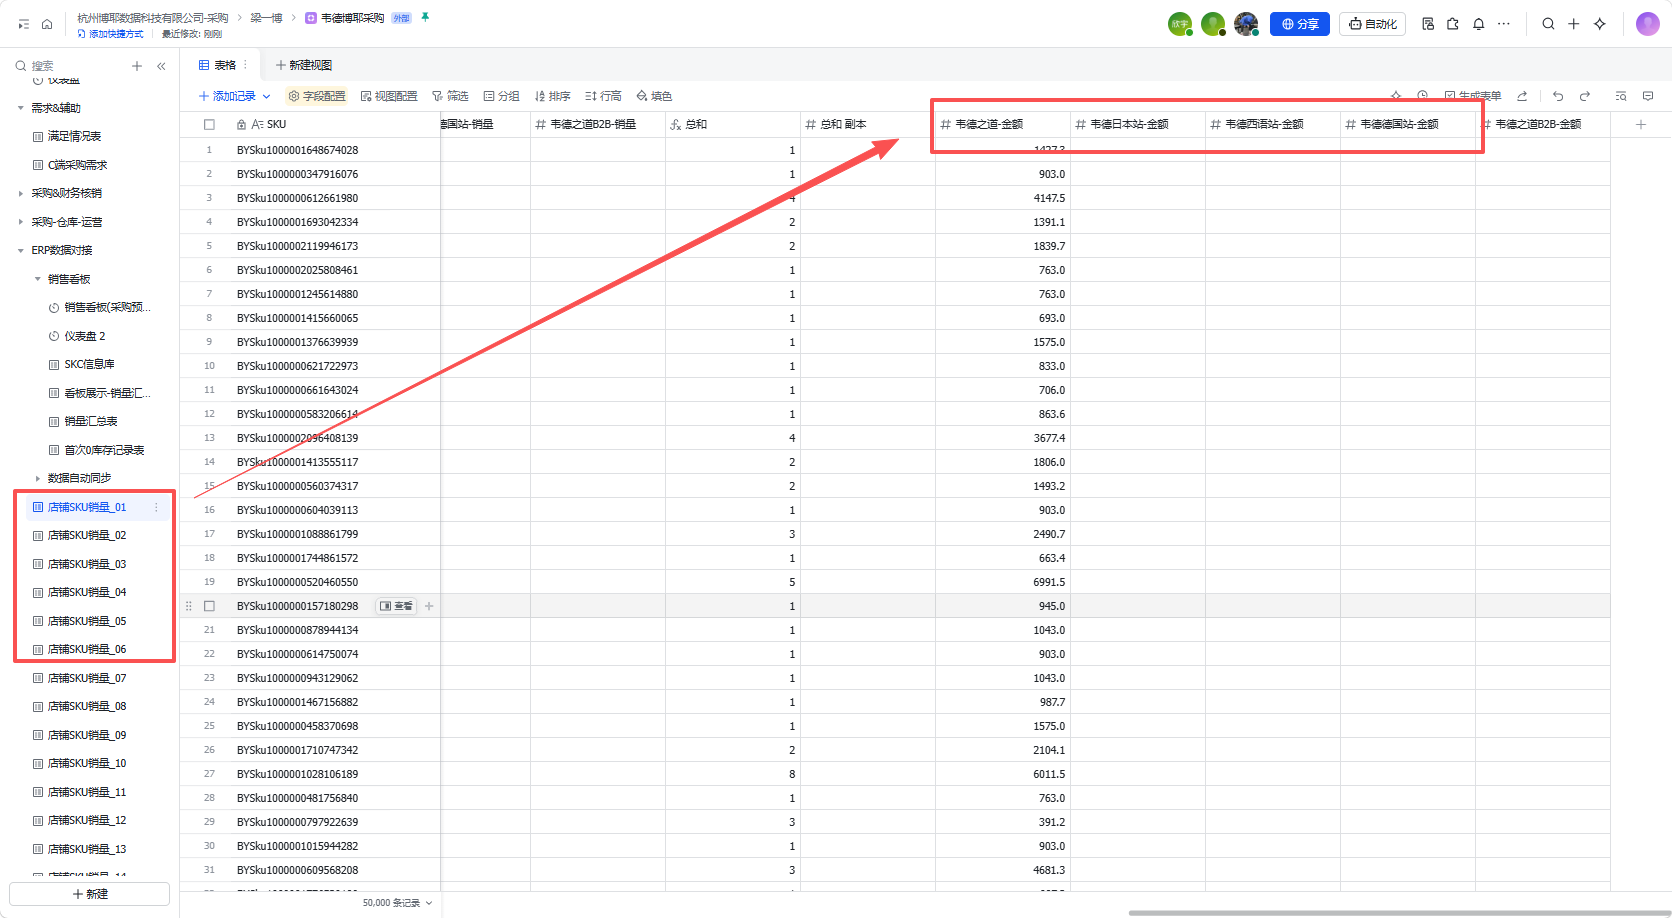 杭州博耶数据科技有限公司-采购 > 梁一博 > 韦德博耶采购 外部
添加快捷方式 最近修改: 刚刚
欣宇
分享
自动化
搜索
仪表盘
需求&辅助
满足情况表
C端采购需求
采购&财务核销
采购-仓库-运营
ERP数据对接
销售看板
销售看板(采购预...
仪表盘 2
SKC信息库
看板展示-销量汇...
销量汇总表
首次0库存记录表
数据自动同步
店铺SKU销量_01
店铺SKU销量_02
店铺SKU销量_03
店铺SKU销量_04
店铺SKU销量_05
店铺SKU销量_06
店铺SKU销量_07
店铺SKU销量_08
店铺SKU销量_09
店铺SKU销量_10
店铺SKU销量_11
店铺SKU销量_12
店铺SKU销量_13
店铺SKU销量_14
新建
表格 新建视图
添加记录 字段配置 视图配置 筛选 分组 排序 行高 填色 生成表单
SKU 德国站-销量 韦德之道B2B-销量 总和 总和 副本 韦德之道-金额 韦德日本站-金额 韦德西语站-金额 韦德德国站-金额 韦德之道B2B-金额
1 BYSku1000001648674028 1 1427.3
2 BYSku1000000347916076 1 903.0
3 BYSku1000000612661980 4 4147.5
4 BYSku1000001693042334 2 1391.1
5 BYSku1000002119946173 2 1839.7
6 BYSku1000002025808461 1 763.0
7 BYSku1000001245614880 1 763.0
8 BYSku1000001415660065 1 693.0
9 BYSku1000001376639939 1 1575.0
10 BYSku1000000621722973 1 833.0
11 BYSku1000000661643024 1 706.0
12 BYSku1000000583206614 1 863.6
13 BYSku1000002096408139 4 3677.4
14 BYSku1000001413555117 2 1806.0
15 BYSku1000000560374317 2 1493.2
16 BYSku1000000604039113 1 903.0
17 BYSku1000001088861799 3 2490.7
18 BYSku1000001744861572 1 663.4
19 BYSku1000000520460550 5 6991.5
BYSku1000000157180298 查看 1 945.0
21 BYSku1000000878944134 1 1043.0
22 BYSku1000000614750074 1 903.0
23 BYSku1000000943129062 1 1043.0
24 BYSku1000001467156882 1 987.7
25 BYSku1000000458370698 1 1575.0
26 BYSku1000001710747342 2 2104.1
27 BYSku1000001028106189 8 6011.5
28 BYSku1000000481756840 1 763.0
29 BYSku1000000797922639 3 391.2
30 BYSku1000001015944282 1 903.0
31 BYSku1000000609568208 3 4681.3
50,000 条记录